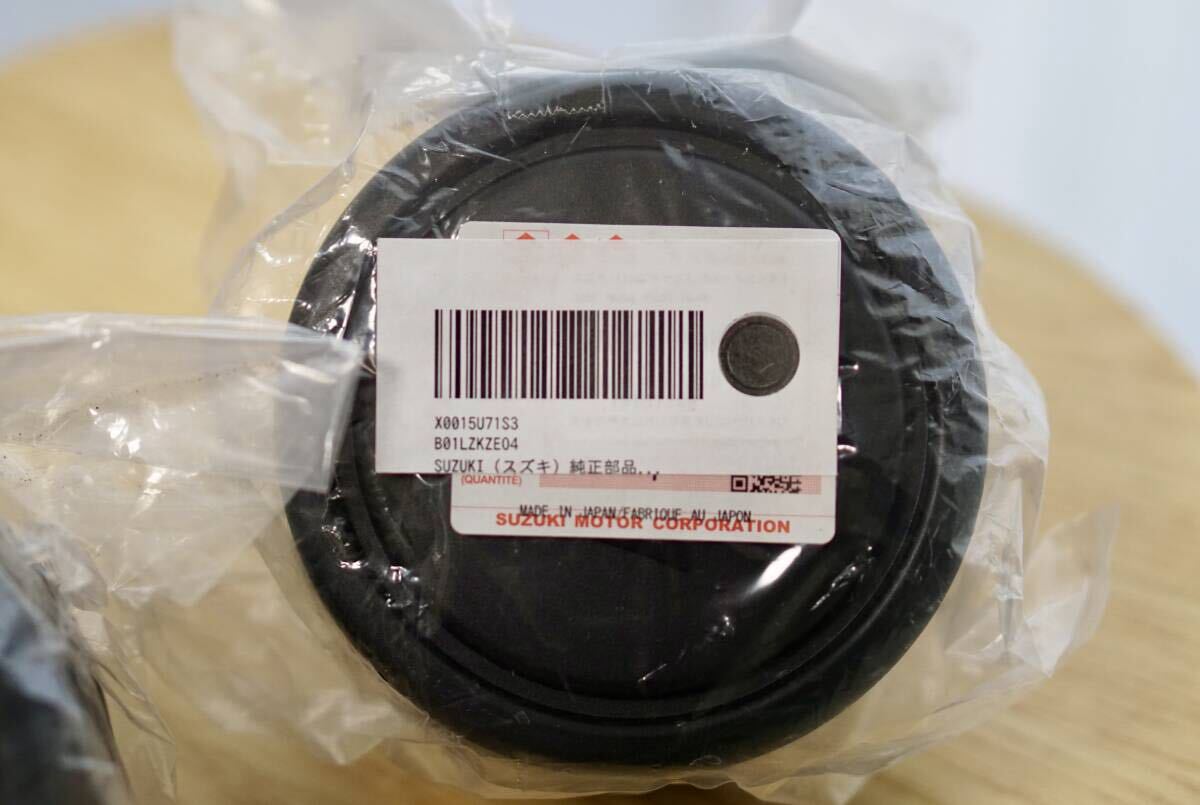 X0015U71S3
B01LZKZE04
SUZUKI (スズキ) 純正部品...
(QUANTITÉ)
MADE IN JAPAN/FABRIQUE AU JAPON
SUZUKI MOTOR CORPORATION